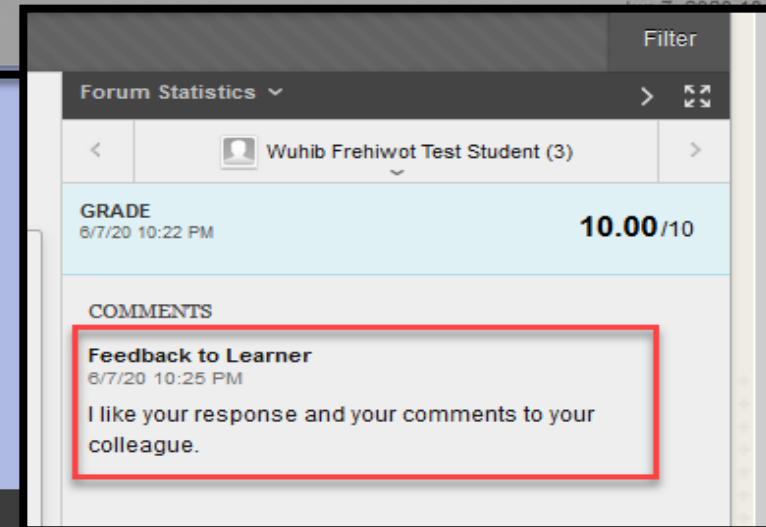 Filter
Forum Statistics
Wuhib Frehiwot Test Student (3)
GRADE
6/7/20 10:22 PM
10.00/10
COMMENTS
Feedback to Learner
6/7/20 10:25 PM
I like your response and your comments to your
colleague.